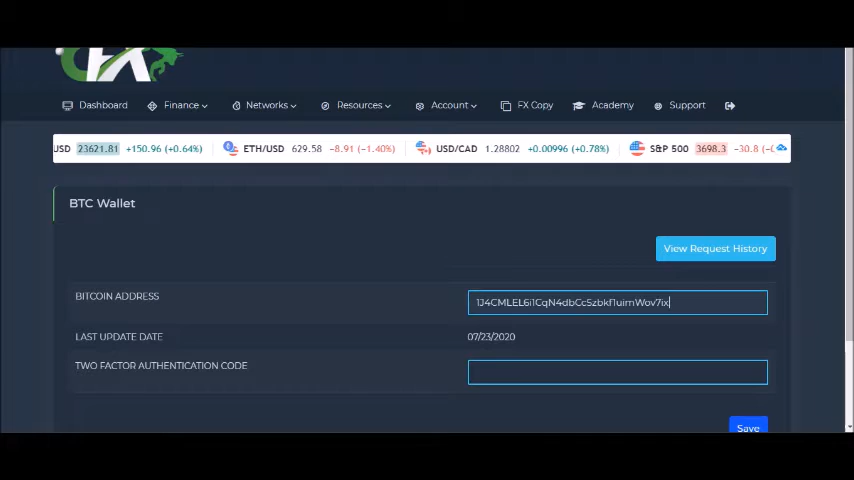 FX
Dashboard Finance Networks Resources Account FX Copy Academy Support
USD 23621.81 +150.96 (+0.64%) ETH/USD 629.58 −8.91 (−1.40%) USD/CAD 1.28802 +0.00996 (+0.78%) S&P 500 3698.3 −30.8 (−0
BTC Wallet
View Request History
BITCOIN ADDRESS
LAST UPDATE DATE 07/23/2020
TWO FACTOR AUTHENTICATION CODE
Save